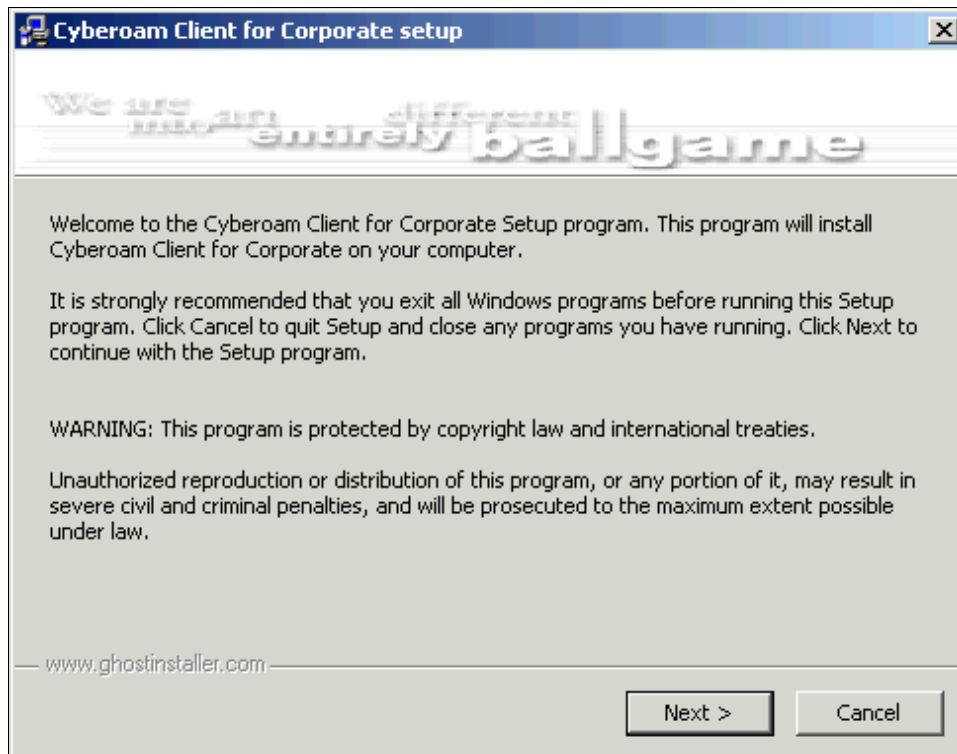 Cyberoam Client for Corporate setup
We are into an entirely different ballgame
Welcome to the Cyberoam Client for Corporate Setup program. This program will install
Cyberoam Client for Corporate on your computer.
It is strongly recommended that you exit all Windows programs before running this Setup
program. Click Cancel to quit Setup and close any programs you have running. Click Next to
continue with the Setup program.
WARNING: This program is protected by copyright law and international treaties.
Unauthorized reproduction or distribution of this program, or any portion of it, may result in
severe civil and criminal penalties, and will be prosecuted to the maximum extent possible
under law.
www.ghostinstaller.com
Next >
Cancel